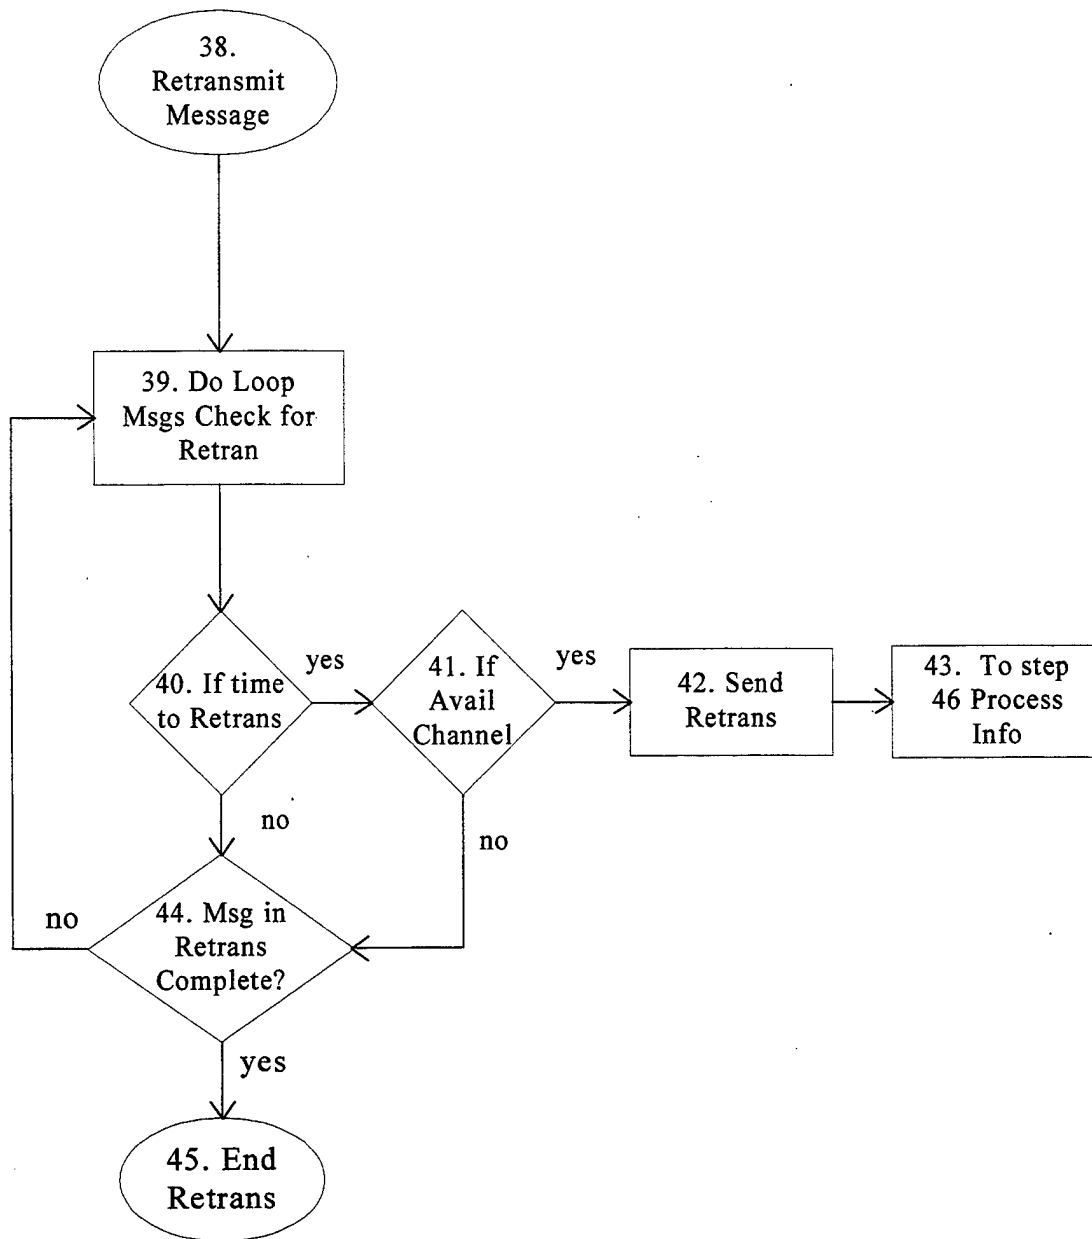 38.
Retransmit
Message
39. Do Loop
Msgs Check for
Retran
40. If time
to Retrans
yes
41. If
Avail
Channel
yes
42. Send
Retrans
43. To step
46 Process
Info
no
no
44. Msg in
Retrans
Complete?
no
yes
45. End
Retrans